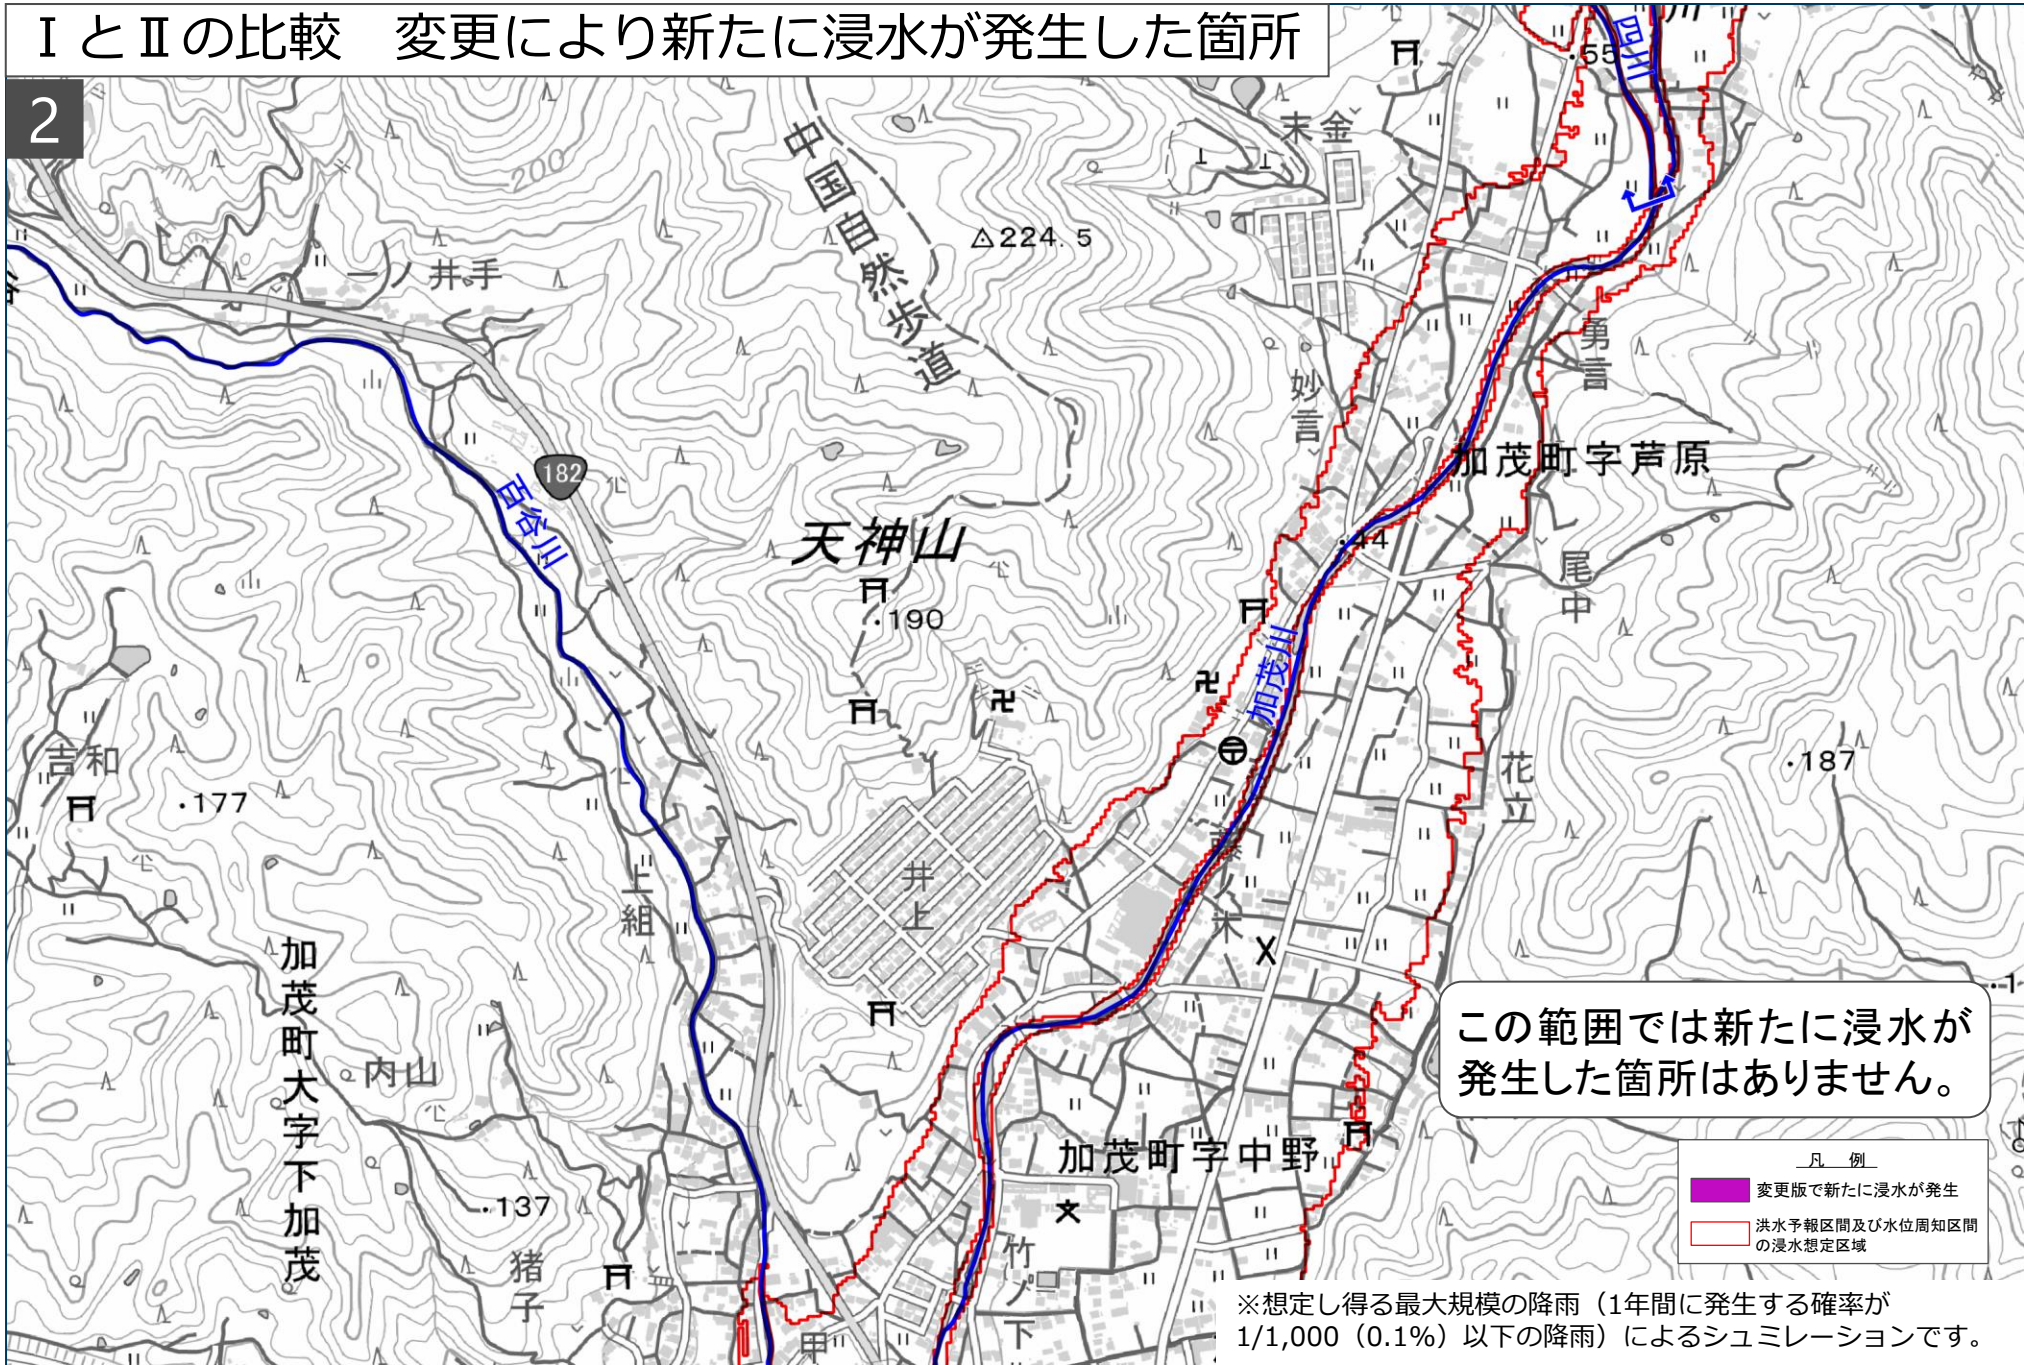 ⅠとⅡの比較　変更により新たに浸水が発生した箇所
2
中国自然歩道
200
224.5
一ノ井手
182
百谷川
天神山
190
吉和
177
上組
井上
加茂町大字下加茂
内山
137
猪子
末金
55
四川
妙言
勇言
加茂町字芦原
44
尾中
加茂川
花立
187
加茂町字中野
竹ノ下
この範囲では新たに浸水が
発生した箇所はありません。
凡　例
変更版で新たに浸水が発生
洪水予報区間及び水位周知区間
の浸水想定区域
※想定し得る最大規模の降雨（1年間に発生する確率が
1/1,000（0.1%）以下の降雨）によるシュミレーションです。